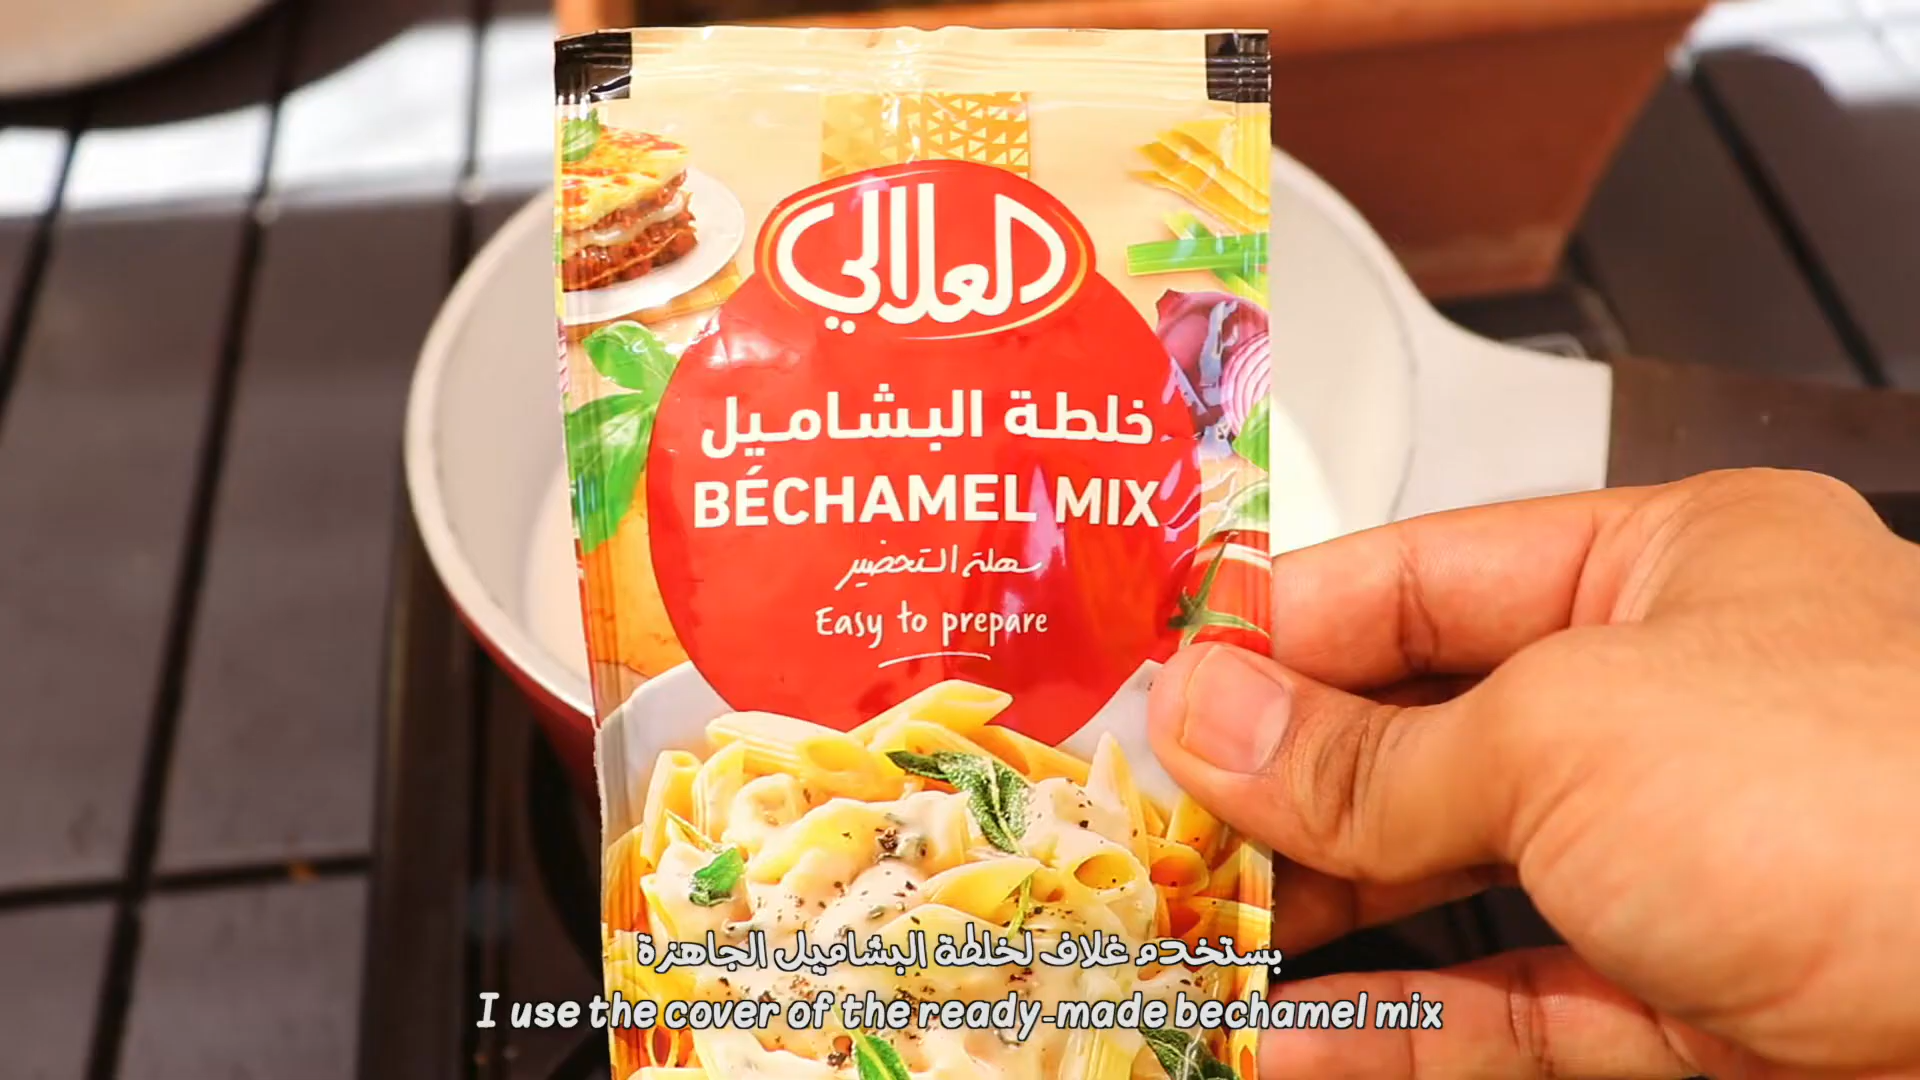 العلالي
خلطة البشاميل
BÉCHAMEL MIX
سهلة التحضير
Easy to prepare
بستخدم غلاف لخلطة البشاميل الجاهزة
I use the cover of the ready-made bechamel mix